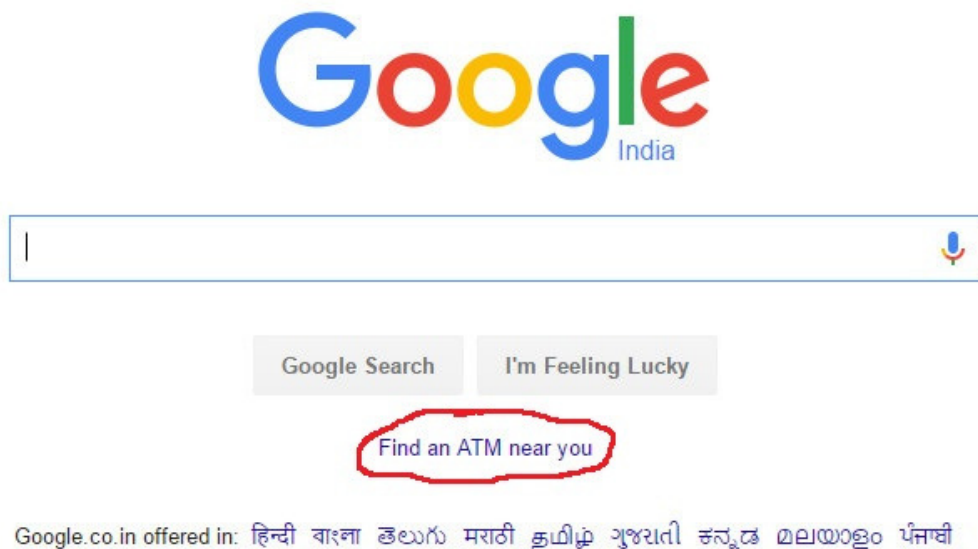 Google
India
Google Search
I'm Feeling Lucky
Find an ATM near you
Google.co.in offered in: हिन्दी বাংলা తెలుగు मराठी தமிழ் ગુજરાતી ಕನ್ನಡ മലയാളം ਪੰਜਾਬੀ